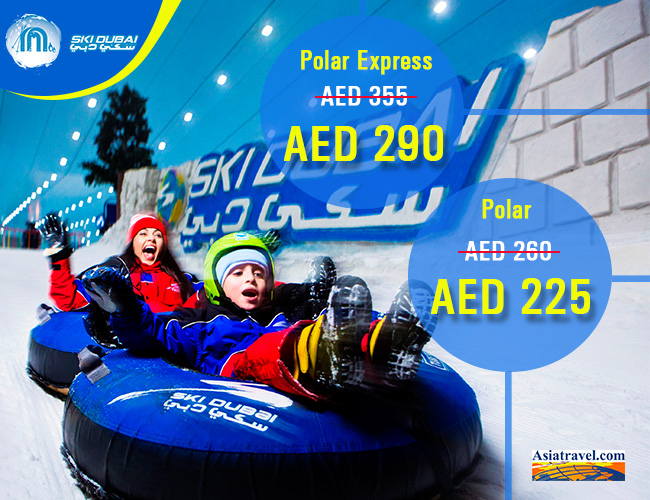 SKI DUBAI
سكي دبي
Polar Express
AED 355
AED 290
SKI DUBAI
سكي دبي
Polar
AED 260
AED 225
SKI DUBAI
سكي دبي
Asiatravel.com